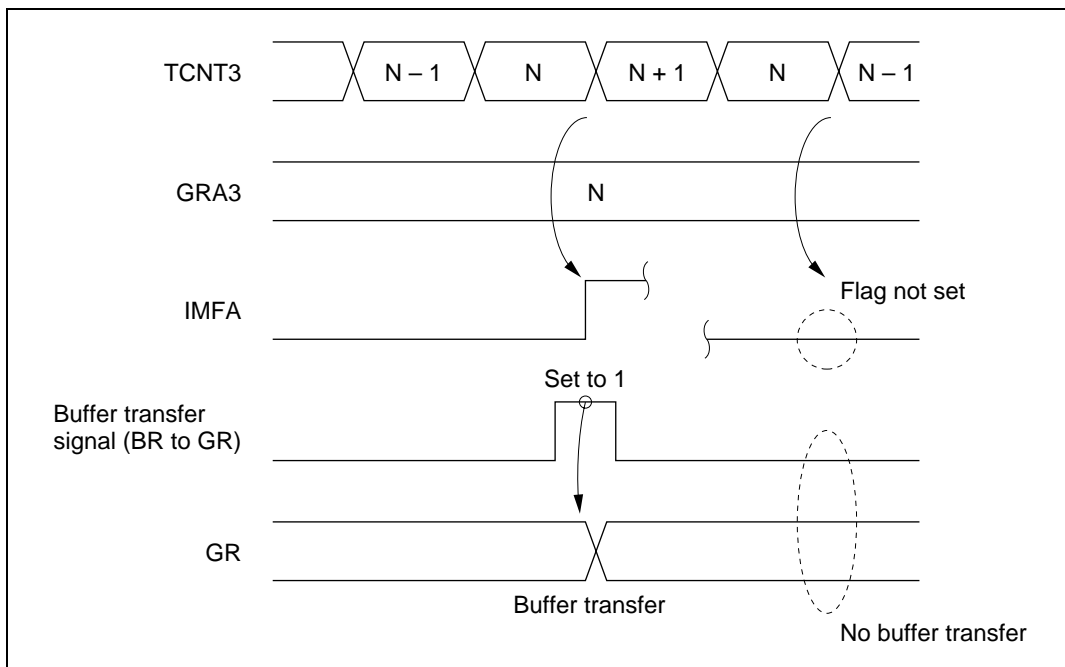 TCNT3
N – 1
N
N + 1
N
N – 1
GRA3
N
IMFA
Flag not set
Set to 1
Buffer transfer
signal (BR to GR)
GR
Buffer transfer
No buffer transfer